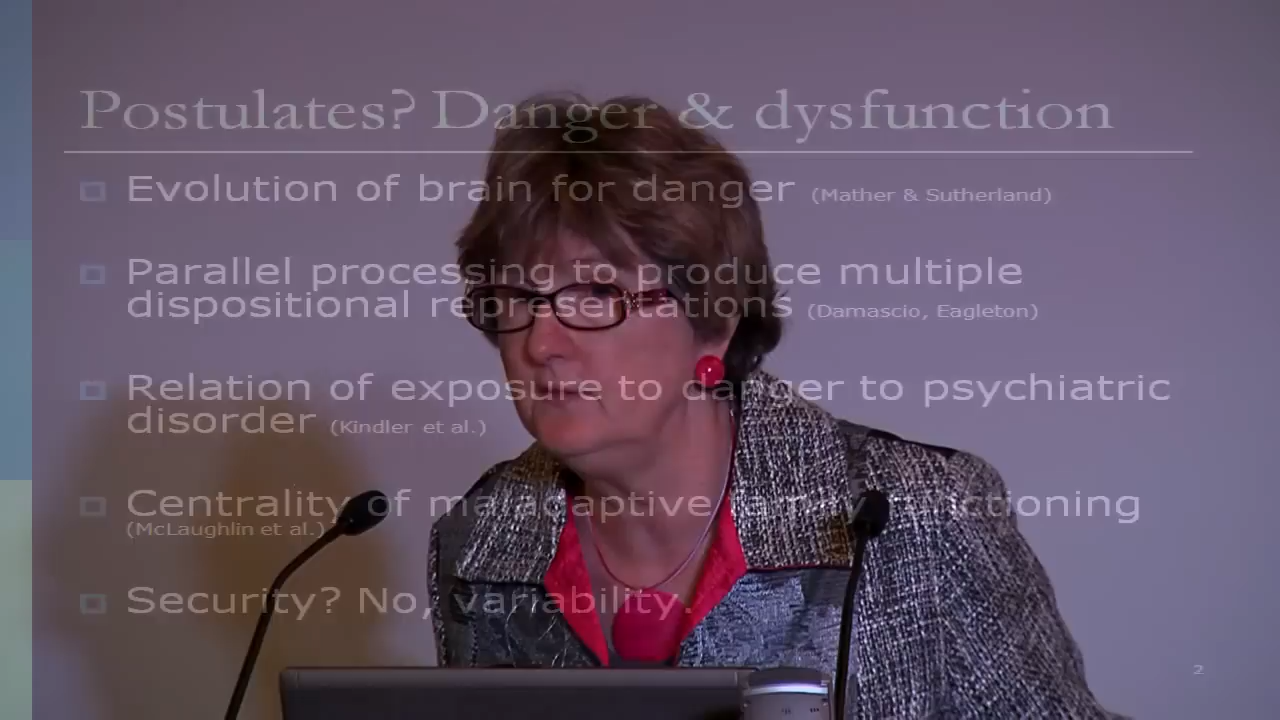 Postulates? Danger & dysfunction
Evolution of brain for danger (Mather & Sutherland)
Parallel processing to produce multiple
dispositional representations (Damascio, Eagleton)
Relation of exposure to danger to psychiatric
disorder (Kindler et al.)
Centrality of maladaptive family functioning
(McLaughlin et al.)
Security? No, variability.
2